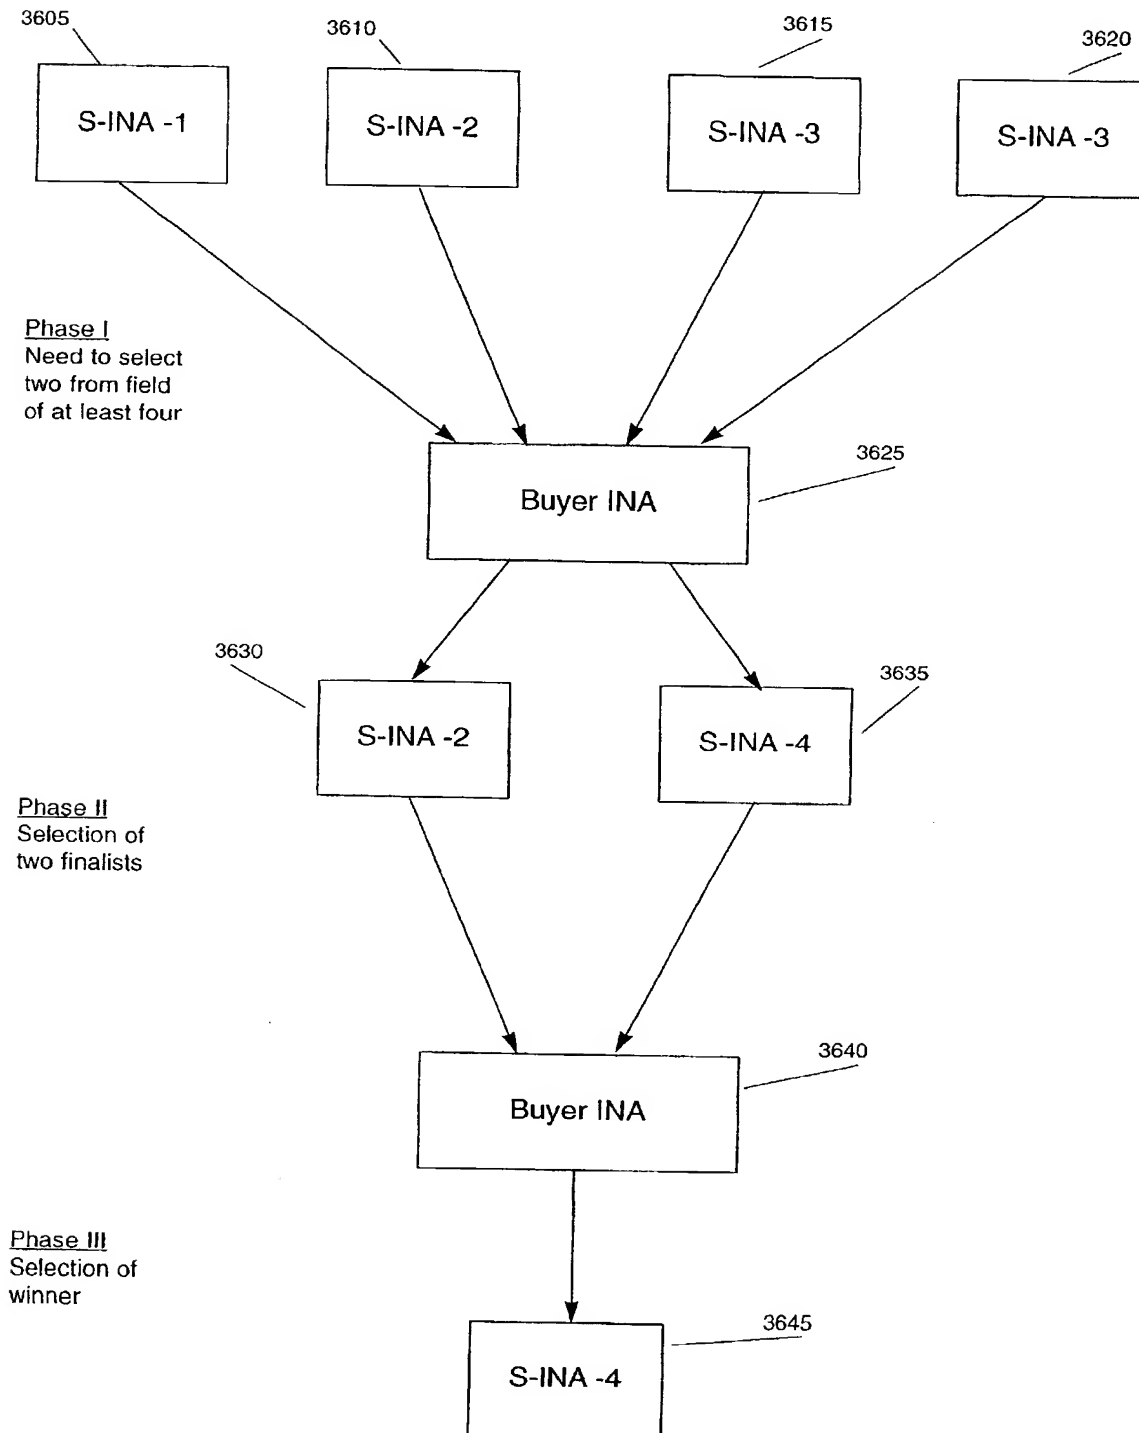 3605
3610
3615
3620
S-INA -1
S-INA -2
S-INA -3
S-INA -3
Phase I
Need to select
two from field
of at least four
3625
Buyer INA
3630
3635
S-INA -2
S-INA -4
Phase II
Selection of
two finalists
3640
Buyer INA
Phase III
Selection of
winner
3645
S-INA -4